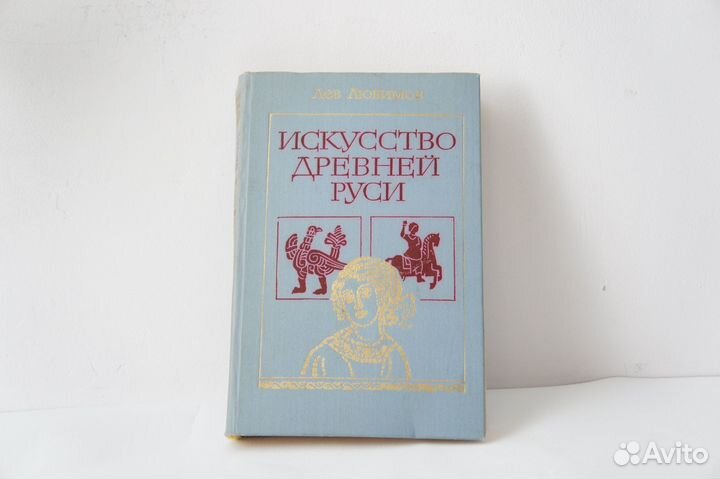 Лев Любимов
ИСКУССТВО
ДРЕВНЕЙ
РУСИ
Avito